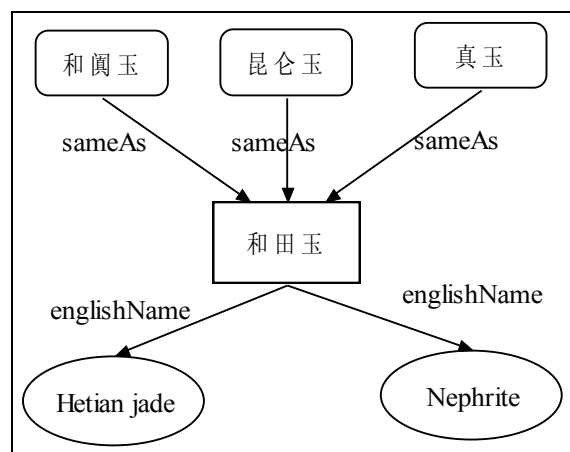 和阗玉
昆仑玉
真玉
sameAs
sameAs
sameAs
和田玉
englishName
englishName
Hetian jade
Nephrite